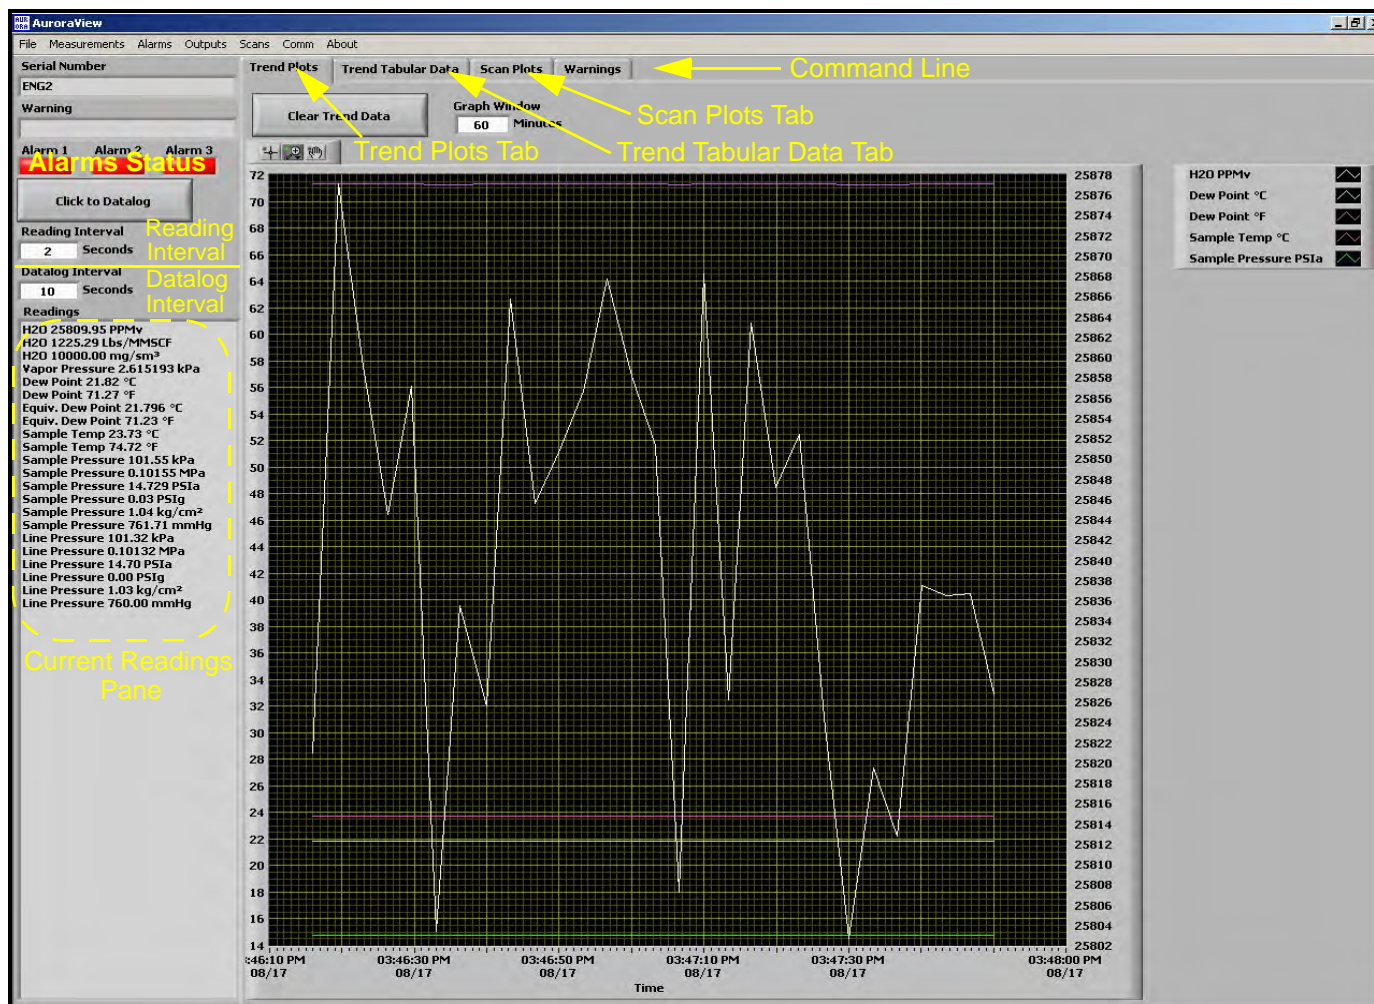 AUR
ORA AuroraView
File Measurements Alarms Outputs Scans Comm About
Serial Number
ENG2
Warning
Alarm 1 Alarm 2 Alarm 3
Alarms Status
Click to Datalog
Reading Interval
2 Seconds
Reading
Interval
Datalog Interval
10 Seconds
Datalog
Interval
Readings
H2O 25809.95 PPMv
H2O 1225.29 Lbs/MMSCF
H2O 10000.00 mg/sm³
Vapor Pressure 2.615193 kPa
Dew Point 21.82 °C
Dew Point 71.27 °F
Equiv. Dew Point 21.796 °C
Equiv. Dew Point 71.23 °F
Sample Temp 23.73 °C
Sample Temp 74.72 °F
Sample Pressure 101.55 kPa
Sample Pressure 0.10155 MPa
Sample Pressure 14.729 PSIa
Sample Pressure 0.03 PSIg
Sample Pressure 1.04 kg/cm²
Sample Pressure 761.71 mmHg
Line Pressure 101.32 kPa
Line Pressure 0.10132 MPa
Line Pressure 14.70 PSIa
Line Pressure 0.00 PSIg
Line Pressure 1.03 kg/cm²
Line Pressure 760.00 mmHg
Current Readings
Pane
Trend Plots Trend Tabular Data Scan Plots Warnings
Command Line
Clear Trend Data
Graph Window
60 Minutes
Scan Plots Tab
Trend Plots Tab
Trend Tabular Data Tab
72
70
68
66
64
62
60
58
56
54
52
50
48
46
44
42
40
38
36
34
32
30
28
26
24
22
20
18
16
14
25878
25876
25874
25872
25870
25868
25866
25864
25862
25860
25858
25856
25854
25852
25850
25848
25846
25844
25842
25840
25838
25836
25834
25832
25830
25828
25826
25824
25822
25820
25818
25816
25814
25812
25810
25808
25806
25804
25802
:46:10 PM 03:46:30 PM 03:46:50 PM 03:47:10 PM 03:47:30 PM 03:48:00 PM
08/17 08/17 08/17 08/17 08/17 08/17
Time
H2O PPMv
Dew Point °C
Dew Point °F
Sample Temp °C
Sample Pressure PSIa